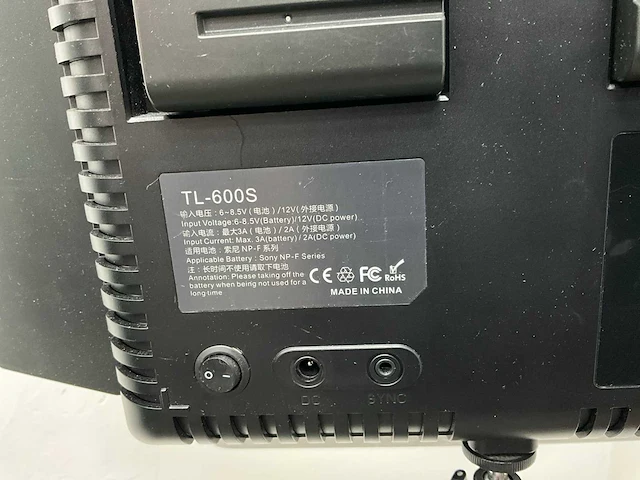 TL-600S
输入电压：6~8.5V(电池)/12V(外接电源)
Input Voltage:6-8.5V(Battery)/12V(DC power)
输入电流：最大3A(电池)/2A(外接电源)
Input Current: Max. 3A(battery)/2A(DC power)
适用电池：索尼 NP-F 系列
Applicable Battery : Sony NP-F Series
注：长时间不使用请取下电池
Annotation: Please taking off the
battery when being not used for a
long time
CE FC RoHS
MADE IN CHINA
DC SYNC